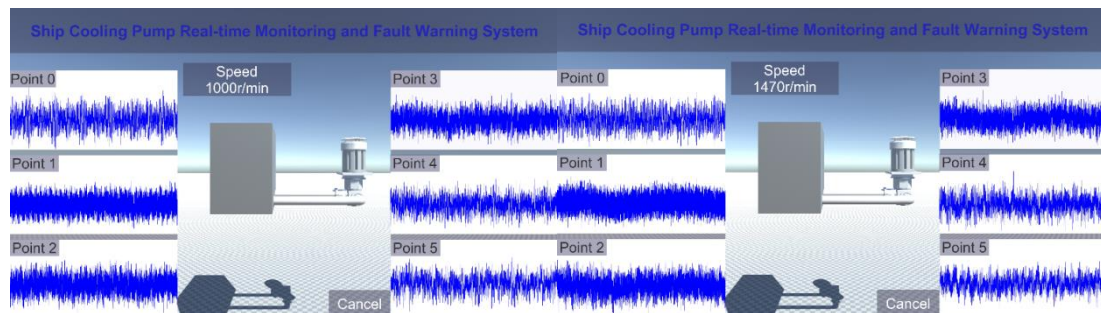 Ship Cooling Pump Real-time Monitoring and Fault Warning System
Point 0
Speed
1000r/min
Point 3
Point 1
Point 4
Point 2
Point 5
Cancel
Ship Cooling Pump Real-time Monitoring and Fault Warning System
Point 0
Speed
1470r/min
Point 3
Point 1
Point 4
Point 2
Point 5
Cancel